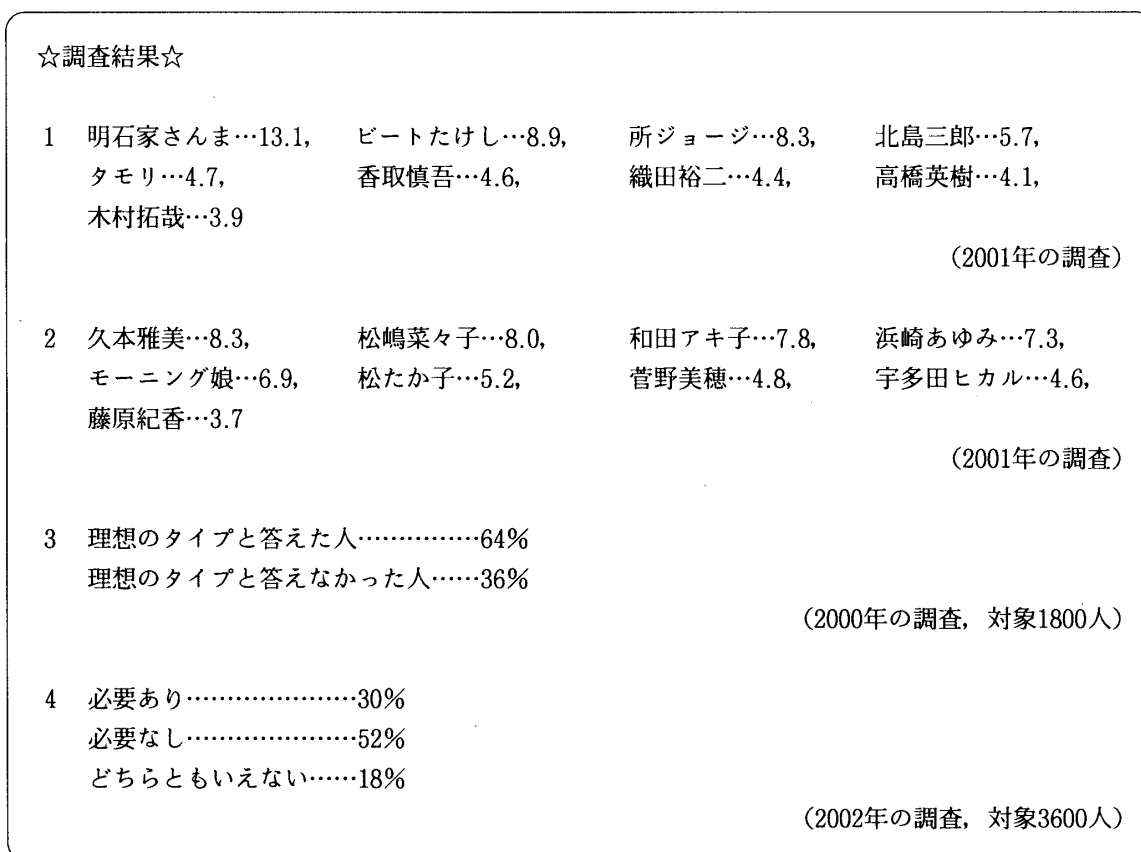 ☆調査結果☆
1 明石家さんま…13.1, ビートたけし…8.9, 所ジョージ…8.3, 北島三郎…5.7,
タモリ…4.7, 香取慎吾…4.6, 織田裕二…4.4, 高橋英樹…4.1,
木村拓哉…3.9
(2001年の調査)
2 久本雅美…8.3, 松嶋菜々子…8.0, 和田アキ子…7.8, 浜崎あゆみ…7.3,
モーニング娘…6.9, 松たか子…5.2, 菅野美穂…4.8, 宇多田ヒカル…4.6,
藤原紀香…3.7
(2001年の調査)
3 理想のタイプと答えた人……………64%
理想のタイプと答えなかった人……36%
(2000年の調査, 対象1800人)
4 必要あり…………………30%
必要なし…………………52%
どちらともいえない……18%
(2002年の調査, 対象3600人)